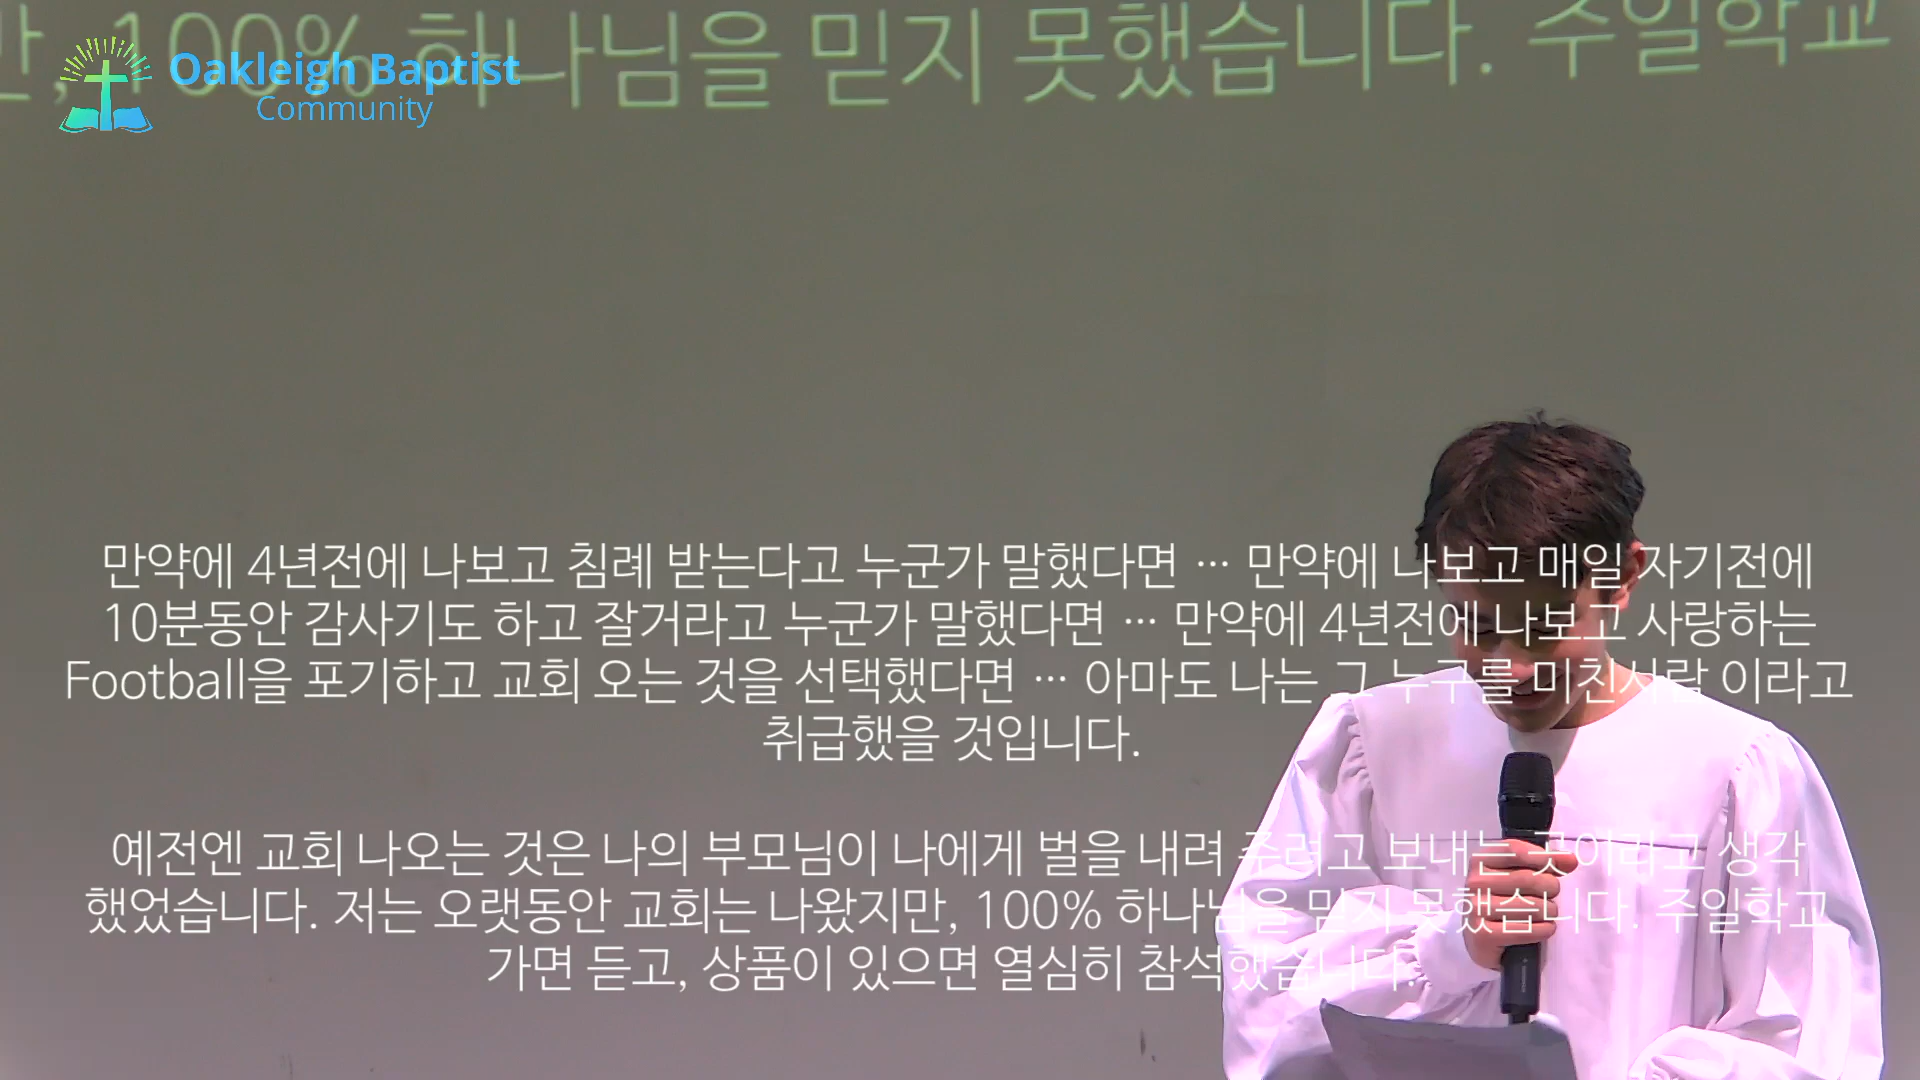 만, 100% 하나님을 믿지 못했습니다. 주일학교
Oakleigh Baptist
Community
만약에 4년전에 나보고 침례 받는다고 누군가 말했다면 … 만약에 나보고 매일 자기전에
10분동안 감사기도 하고 잘거라고 누군가 말했다면 … 만약에 4년전에 나보고 사랑하는
Football을 포기하고 교회 오는 것을 선택했다면 … 아마도 나는 그 누구를 미친사람 이라고
취급했을 것입니다.
예전엔 교회 나오는 것은 나의 부모님이 나에게 벌을 내려 주려고 보내는 곳이라고 생각
했었습니다. 저는 오랫동안 교회는 나왔지만, 100% 하나님을 믿지 못했습니다. 주일학교
가면 듣고, 상품이 있으면 열심히 참석했습니다.